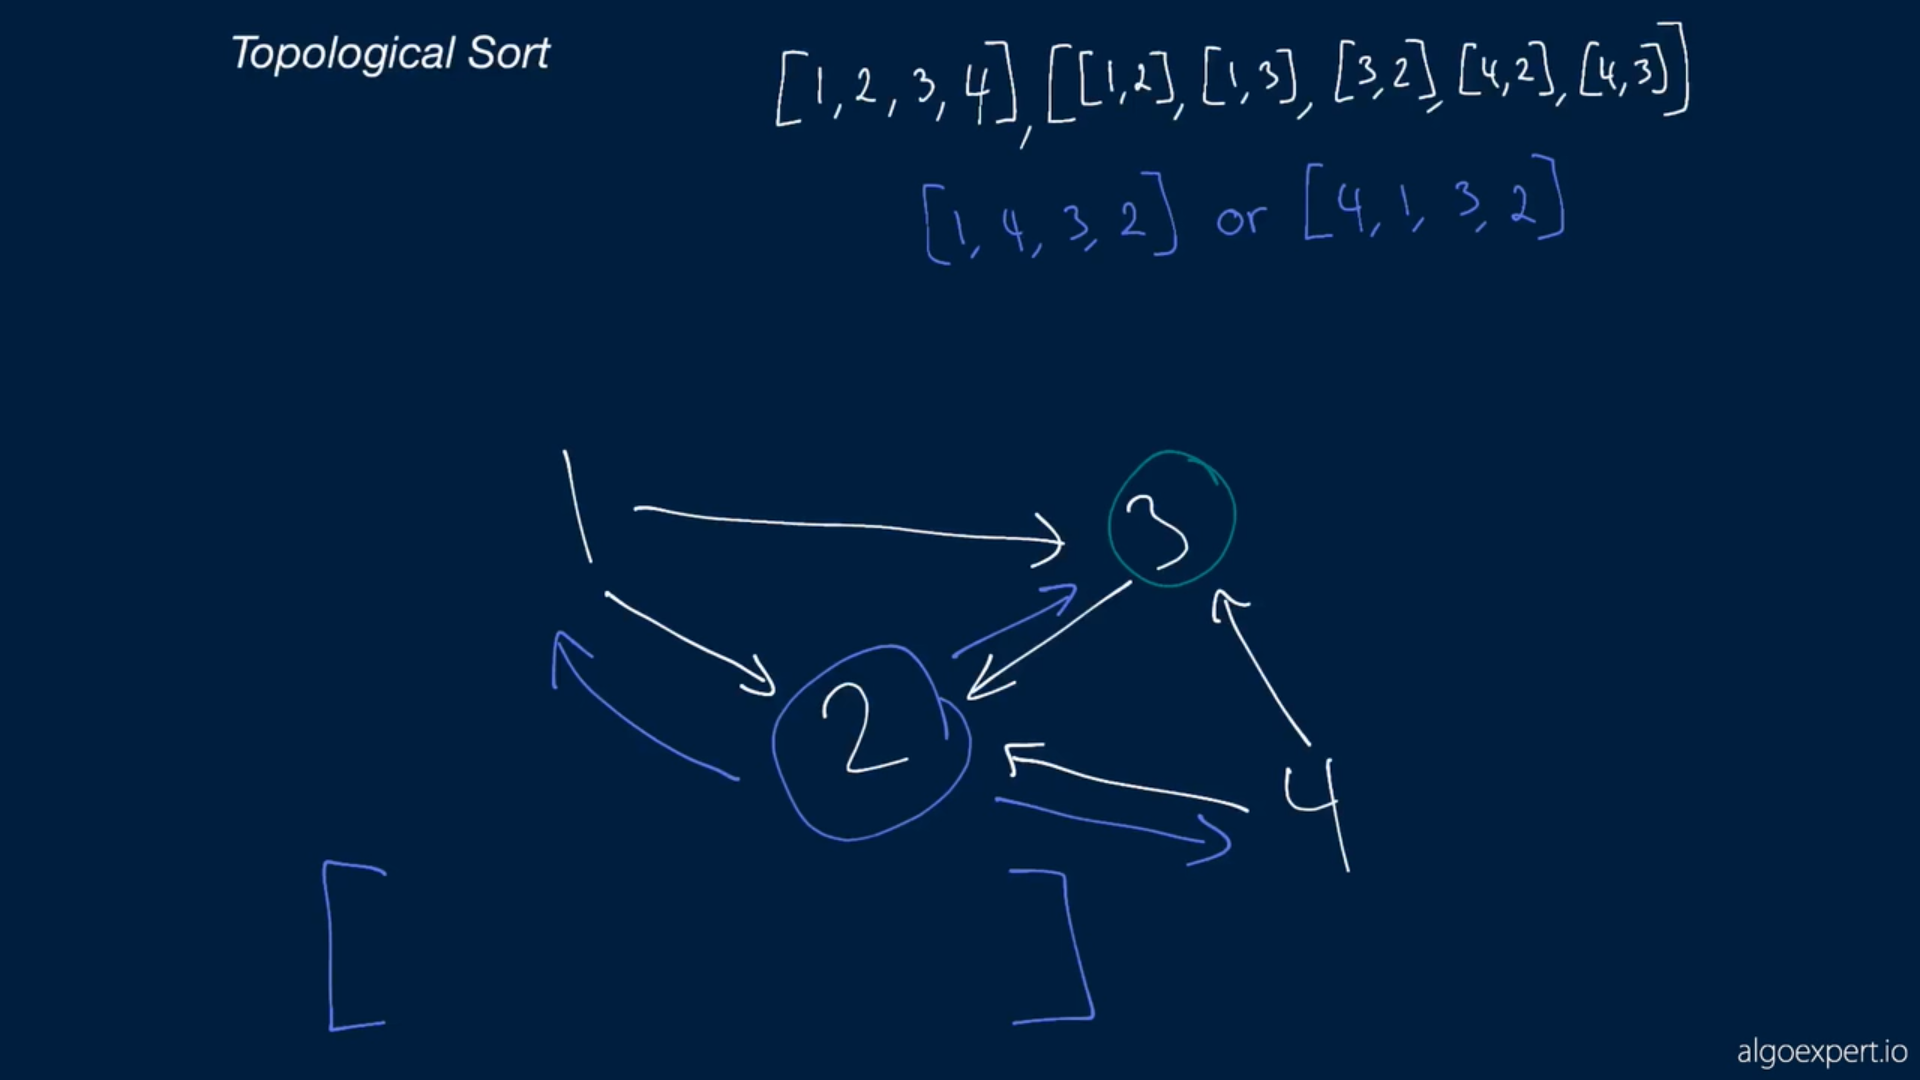 Topological Sort
[1, 2, 3, 4], [[1,2], [1,3], [3,2], [4,2], [4,3]]
[1, 4, 3, 2] or [4, 1, 3, 2]
1 3
2
4
[ ]
algoexpert.io